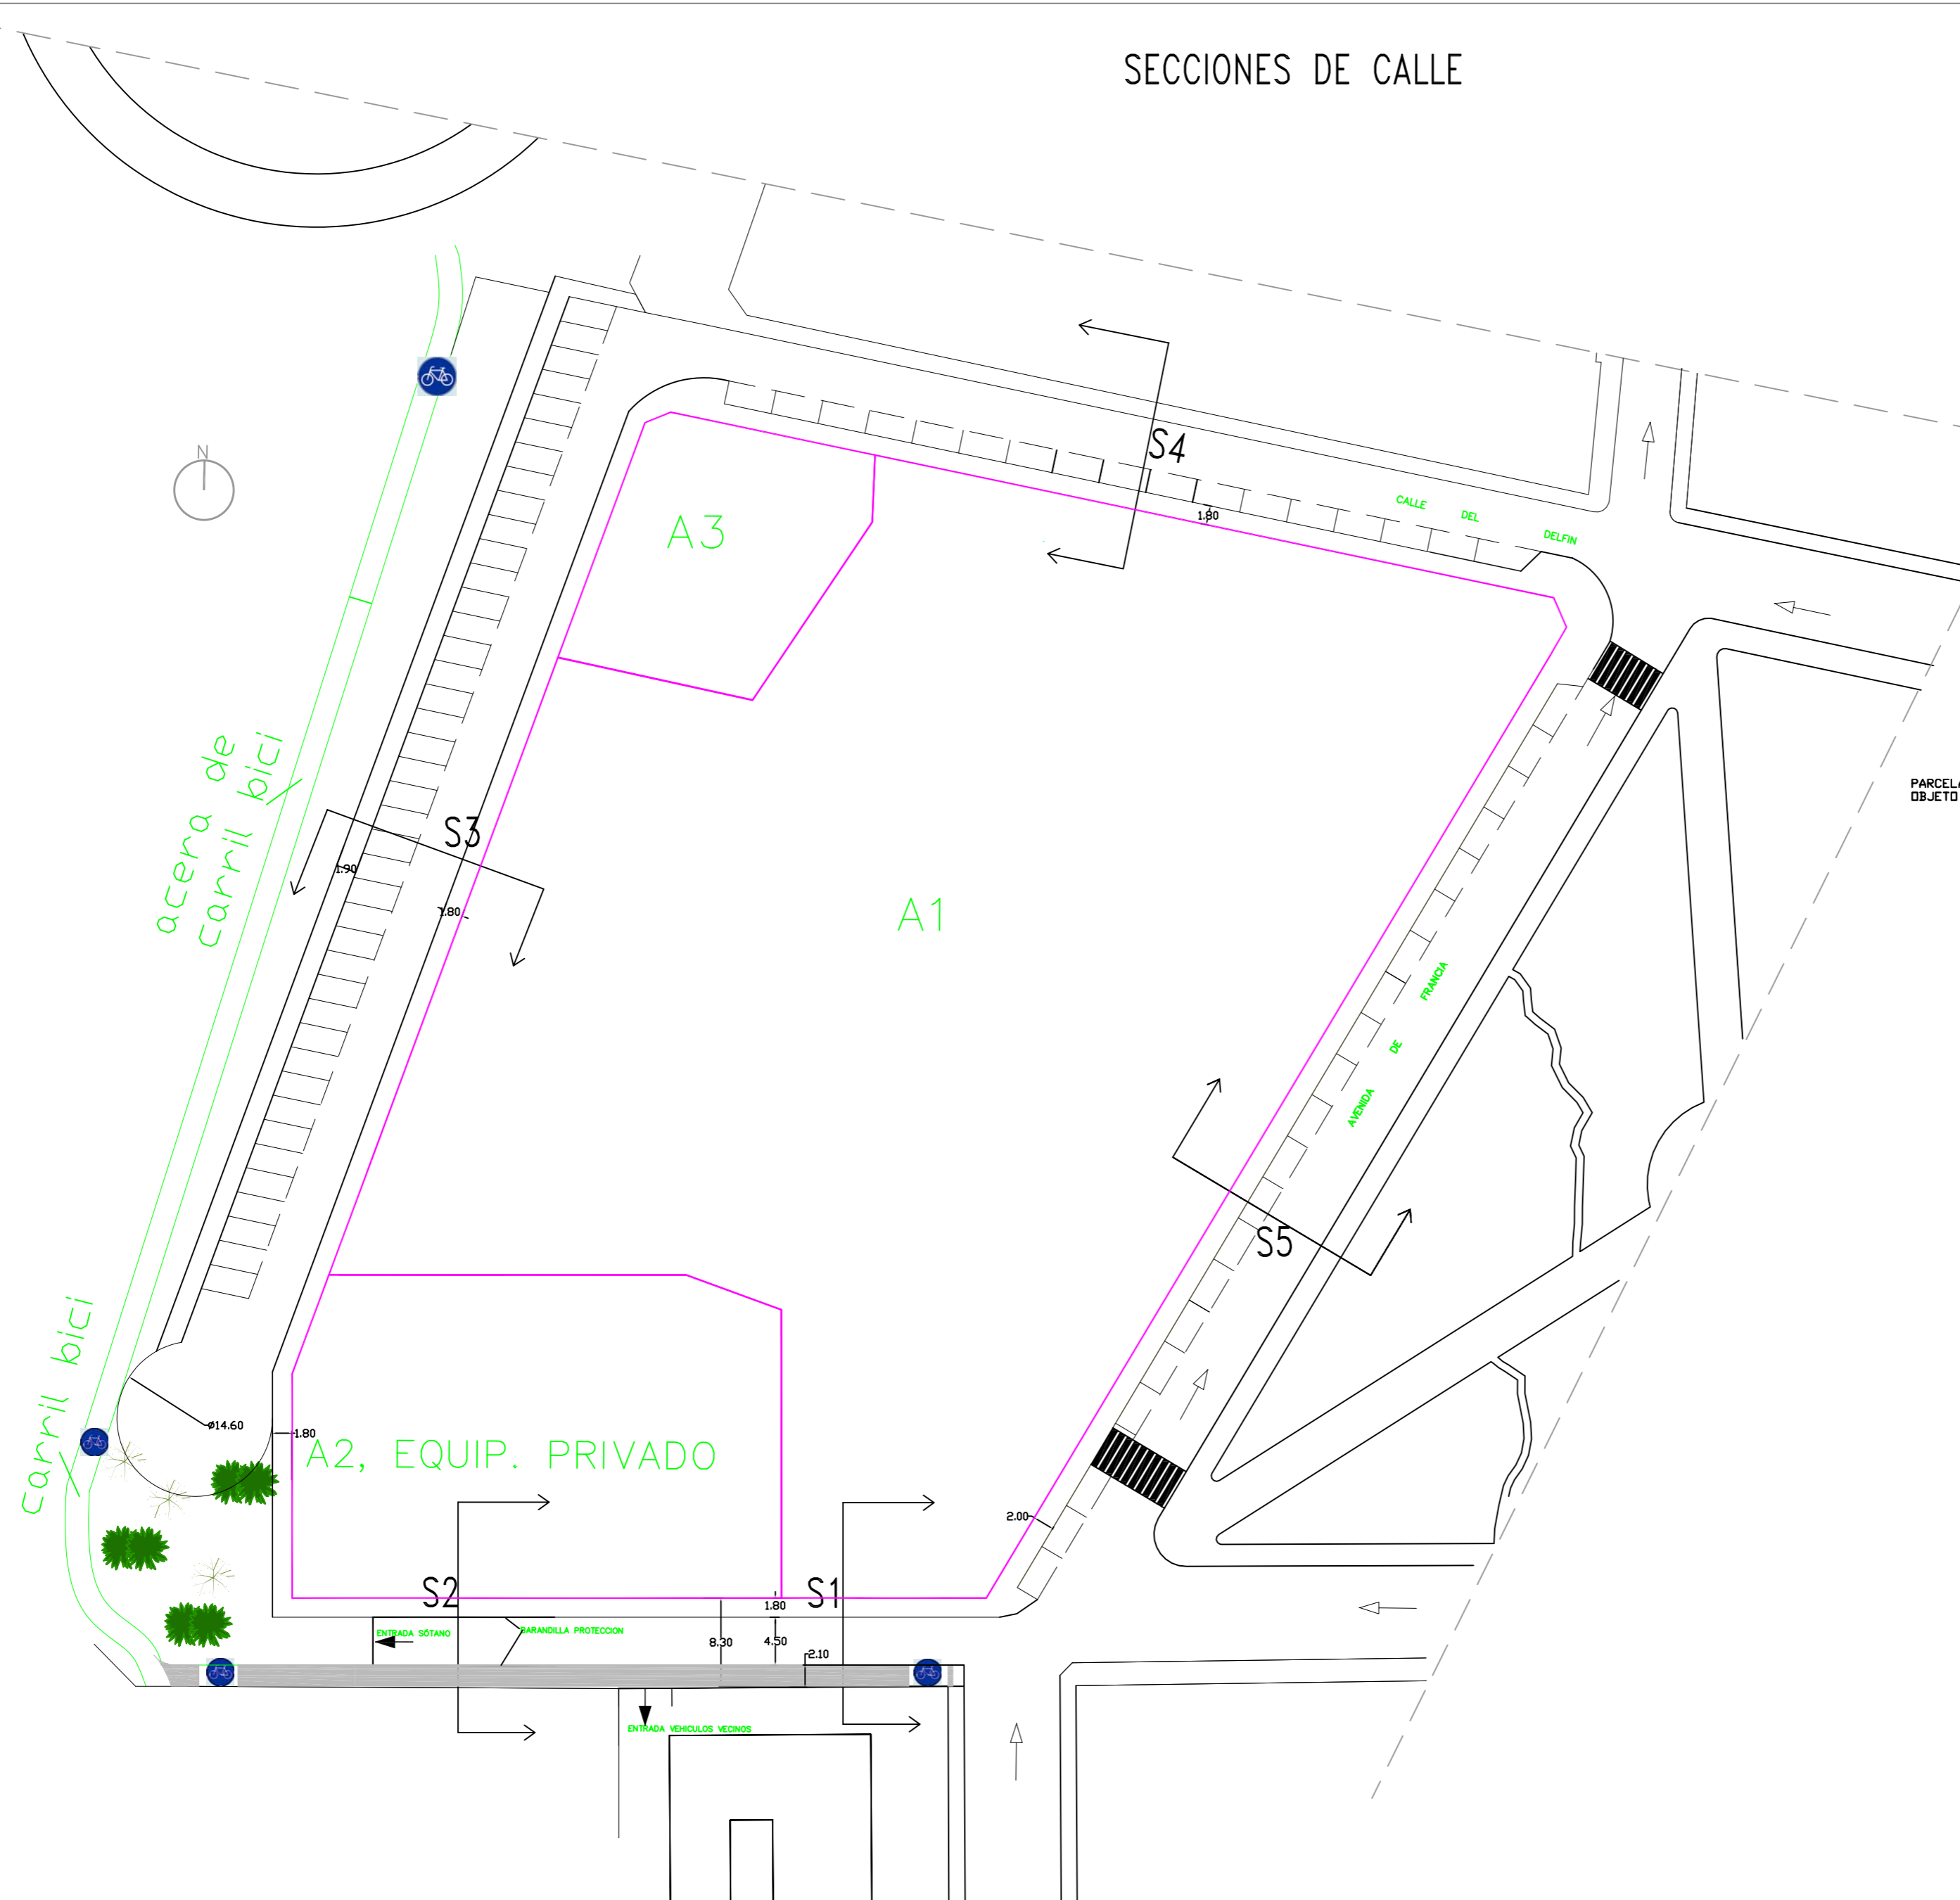 SECCIONES DE CALLE
N
S4
1.80
CALLE DEL DELFIN
A3
PARCELA
OBJETO
acera de
carril bici
S3
1.90
1.80
A1
AVENIDA DE FRANCIA
S5
carril bici
ø14.60
1.80
A2, EQUIP. PRIVADO
2.00
S2
S1
1.80
ENTRADA SÓTANO
BARANDILLA PROTECCION
8.30
4.50
2.10
ENTRADA VEHICULOS VECINOS